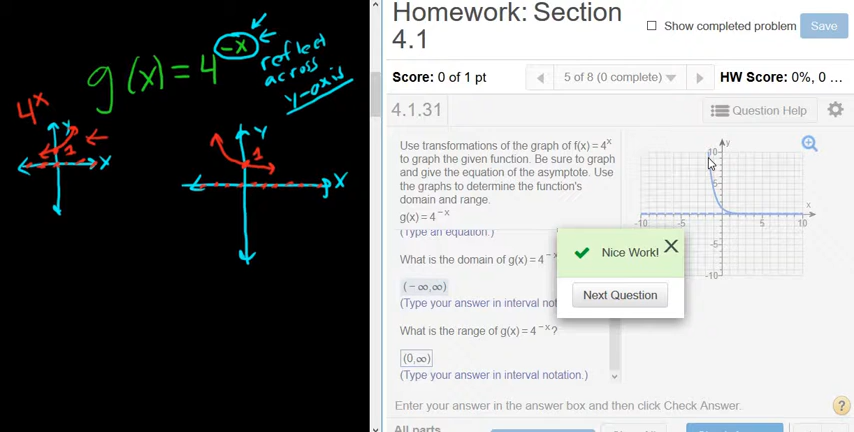 g(x) = 4^-x
reflect
across
y-axis
4^x
y
1
x
y
1
x
Homework: Section
4.1
Show completed problem
Save
Score: 0 of 1 pt
5 of 8 (0 complete)
HW Score: 0%, 0 ...
4.1.31
Question Help
Use transformations of the graph of f(x) = 4^x
to graph the given function. Be sure to graph
and give the equation of the asymptote. Use
the graphs to determine the function's
domain and range.
g(x) = 4^-x
(Type an equation.)
What is the domain of g(x) = 4^-x
(-∞,∞)
(Type your answer in interval notat
What is the range of g(x) = 4^-x?
(0,∞)
(Type your answer in interval notation.)
10
y
5
x
-10
-5
5
10
-5
-10
Nice Work!
Next Question
Enter your answer in the answer box and then click Check Answer.
?
All parts